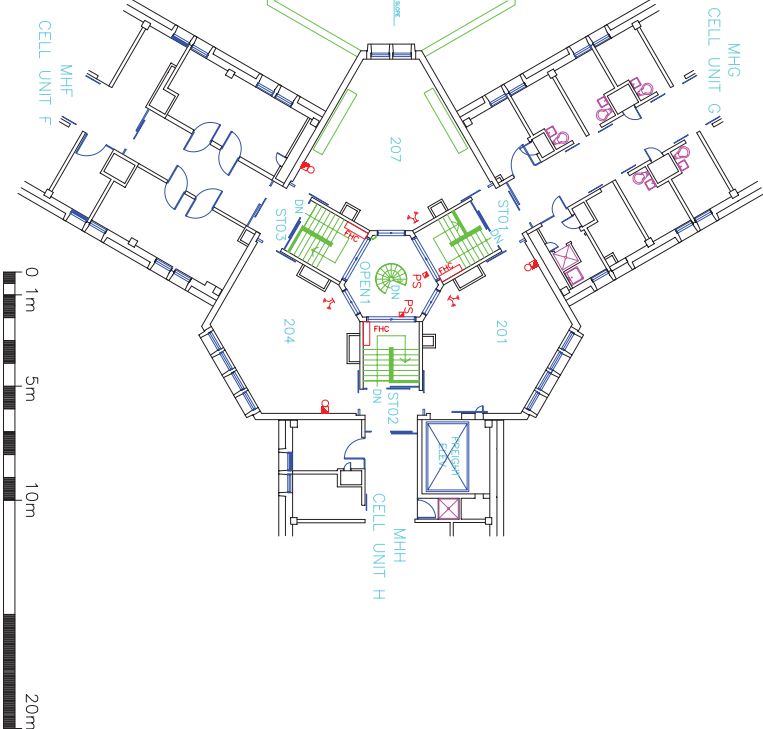 SLOPE
MHF
CELL UNIT F
MHG
CELL UNIT G
207
DN
ST03
FHC
ST01
DN
FHC
OPEN1
DN
PS
PS
204
201
FHC
DN
ST02
FREIGHT
ELEV
MHH
CELL UNIT H
0
1m
5m
10m
20m